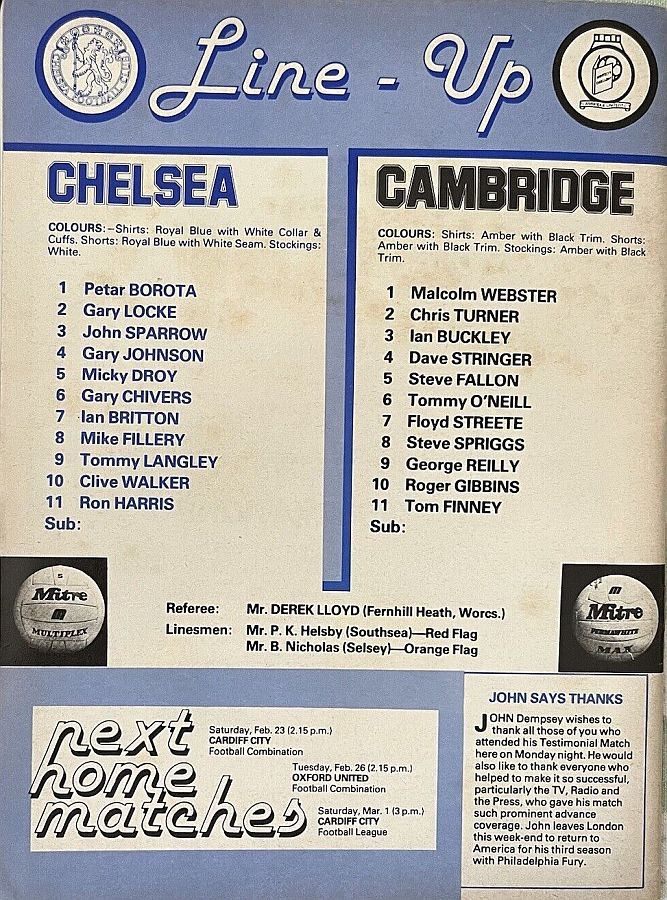 Line - Up
CHELSEA
COLOURS:–Shirts: Royal Blue with White Collar &
Cuffs. Shorts: Royal Blue with White Seam. Stockings:
White.
1 Petar BOROTA
2 Gary LOCKE
3 John SPARROW
4 Gary JOHNSON
5 Micky DROY
6 Gary CHIVERS
7 Ian BRITTON
8 Mike FILLERY
9 Tommy LANGLEY
10 Clive WALKER
11 Ron HARRIS
Sub:
CAMBRIDGE
COLOURS: Shirts: Amber with Black Trim. Shorts:
Amber with Black Trim. Stockings: Amber with Black
Trim.
1 Malcolm WEBSTER
2 Chris TURNER
3 Ian BUCKLEY
4 Dave STRINGER
5 Steve FALLON
6 Tommy O'NEILL
7 Floyd STREETE
8 Steve SPRIGGS
9 George REILLY
10 Roger GIBBINS
11 Tom FINNEY
Sub:
5
Mitre
m
MULTIPLEX
Referee: Mr. DEREK LLOYD (Fernhill Heath, Worcs.)
Linesmen: Mr. P. K. Helsby (Southsea)—Red Flag
Mr. B. Nicholas (Selsey)—Orange Flag
m
Mitre
PERMAWHITE
MAX
next
home
matches
Saturday, Feb. 23 (2.15 p.m.)
CARDIFF CITY
Football Combination
Tuesday, Feb. 26 (2.15 p.m.)
OXFORD UNITED
Football Combination
Saturday, Mar. 1 (3 p.m.)
CARDIFF CITY
Football League
JOHN SAYS THANKS
JOHN Dempsey wishes to
thank all those of you who
attended his Testimonial Match
here on Monday night. He would
also like to thank everyone who
helped to make it so successful,
particularly the TV, Radio and
the Press, who gave his match
such prominent advance
coverage. John leaves London
this week-end to return to
America for his third season
with Philadelphia Fury.